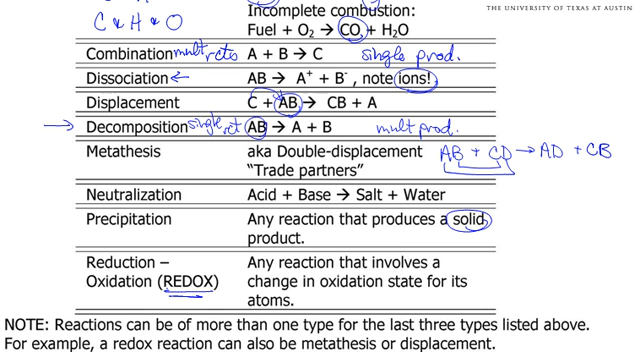 Incomplete combustion:
THE UNIVERSITY OF TEXAS AT AUSTIN
C & H & O
Fuel + O₂ → CO, + H₂O
Combination mult rcts A + B → C single prod.
Dissociation ← AB → A⁺ + B⁻, note ions!
Displacement C + AB → CB + A
→ Decomposition single rct AB → A + B mult prod.
Metathesis aka Double-displacement AB + CD → AD + CB
"Trade partners"
Neutralization Acid + Base → Salt + Water
Precipitation Any reaction that produces a solid
product.
Reduction – Any reaction that involves a
Oxidation (REDOX) change in oxidation state for its
atoms.
NOTE: Reactions can be of more than one type for the last three types listed above.
For example, a redox reaction can also be metathesis or displacement.